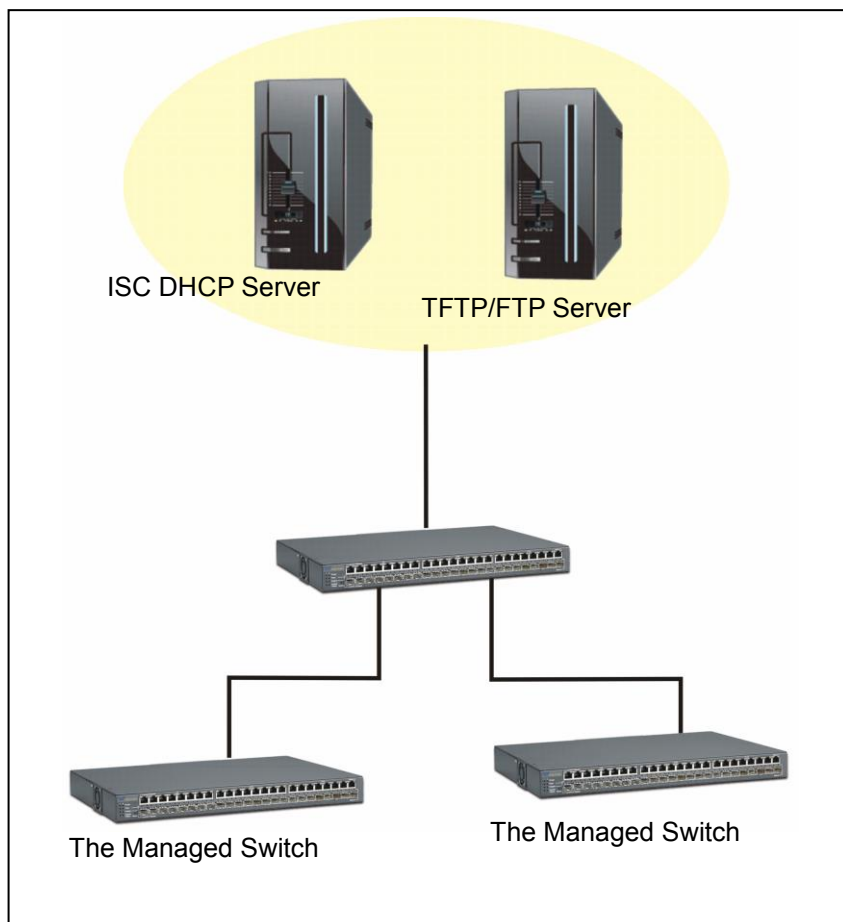 ISC DHCP Server
TFTP/FTP Server
The Managed Switch
The Managed Switch